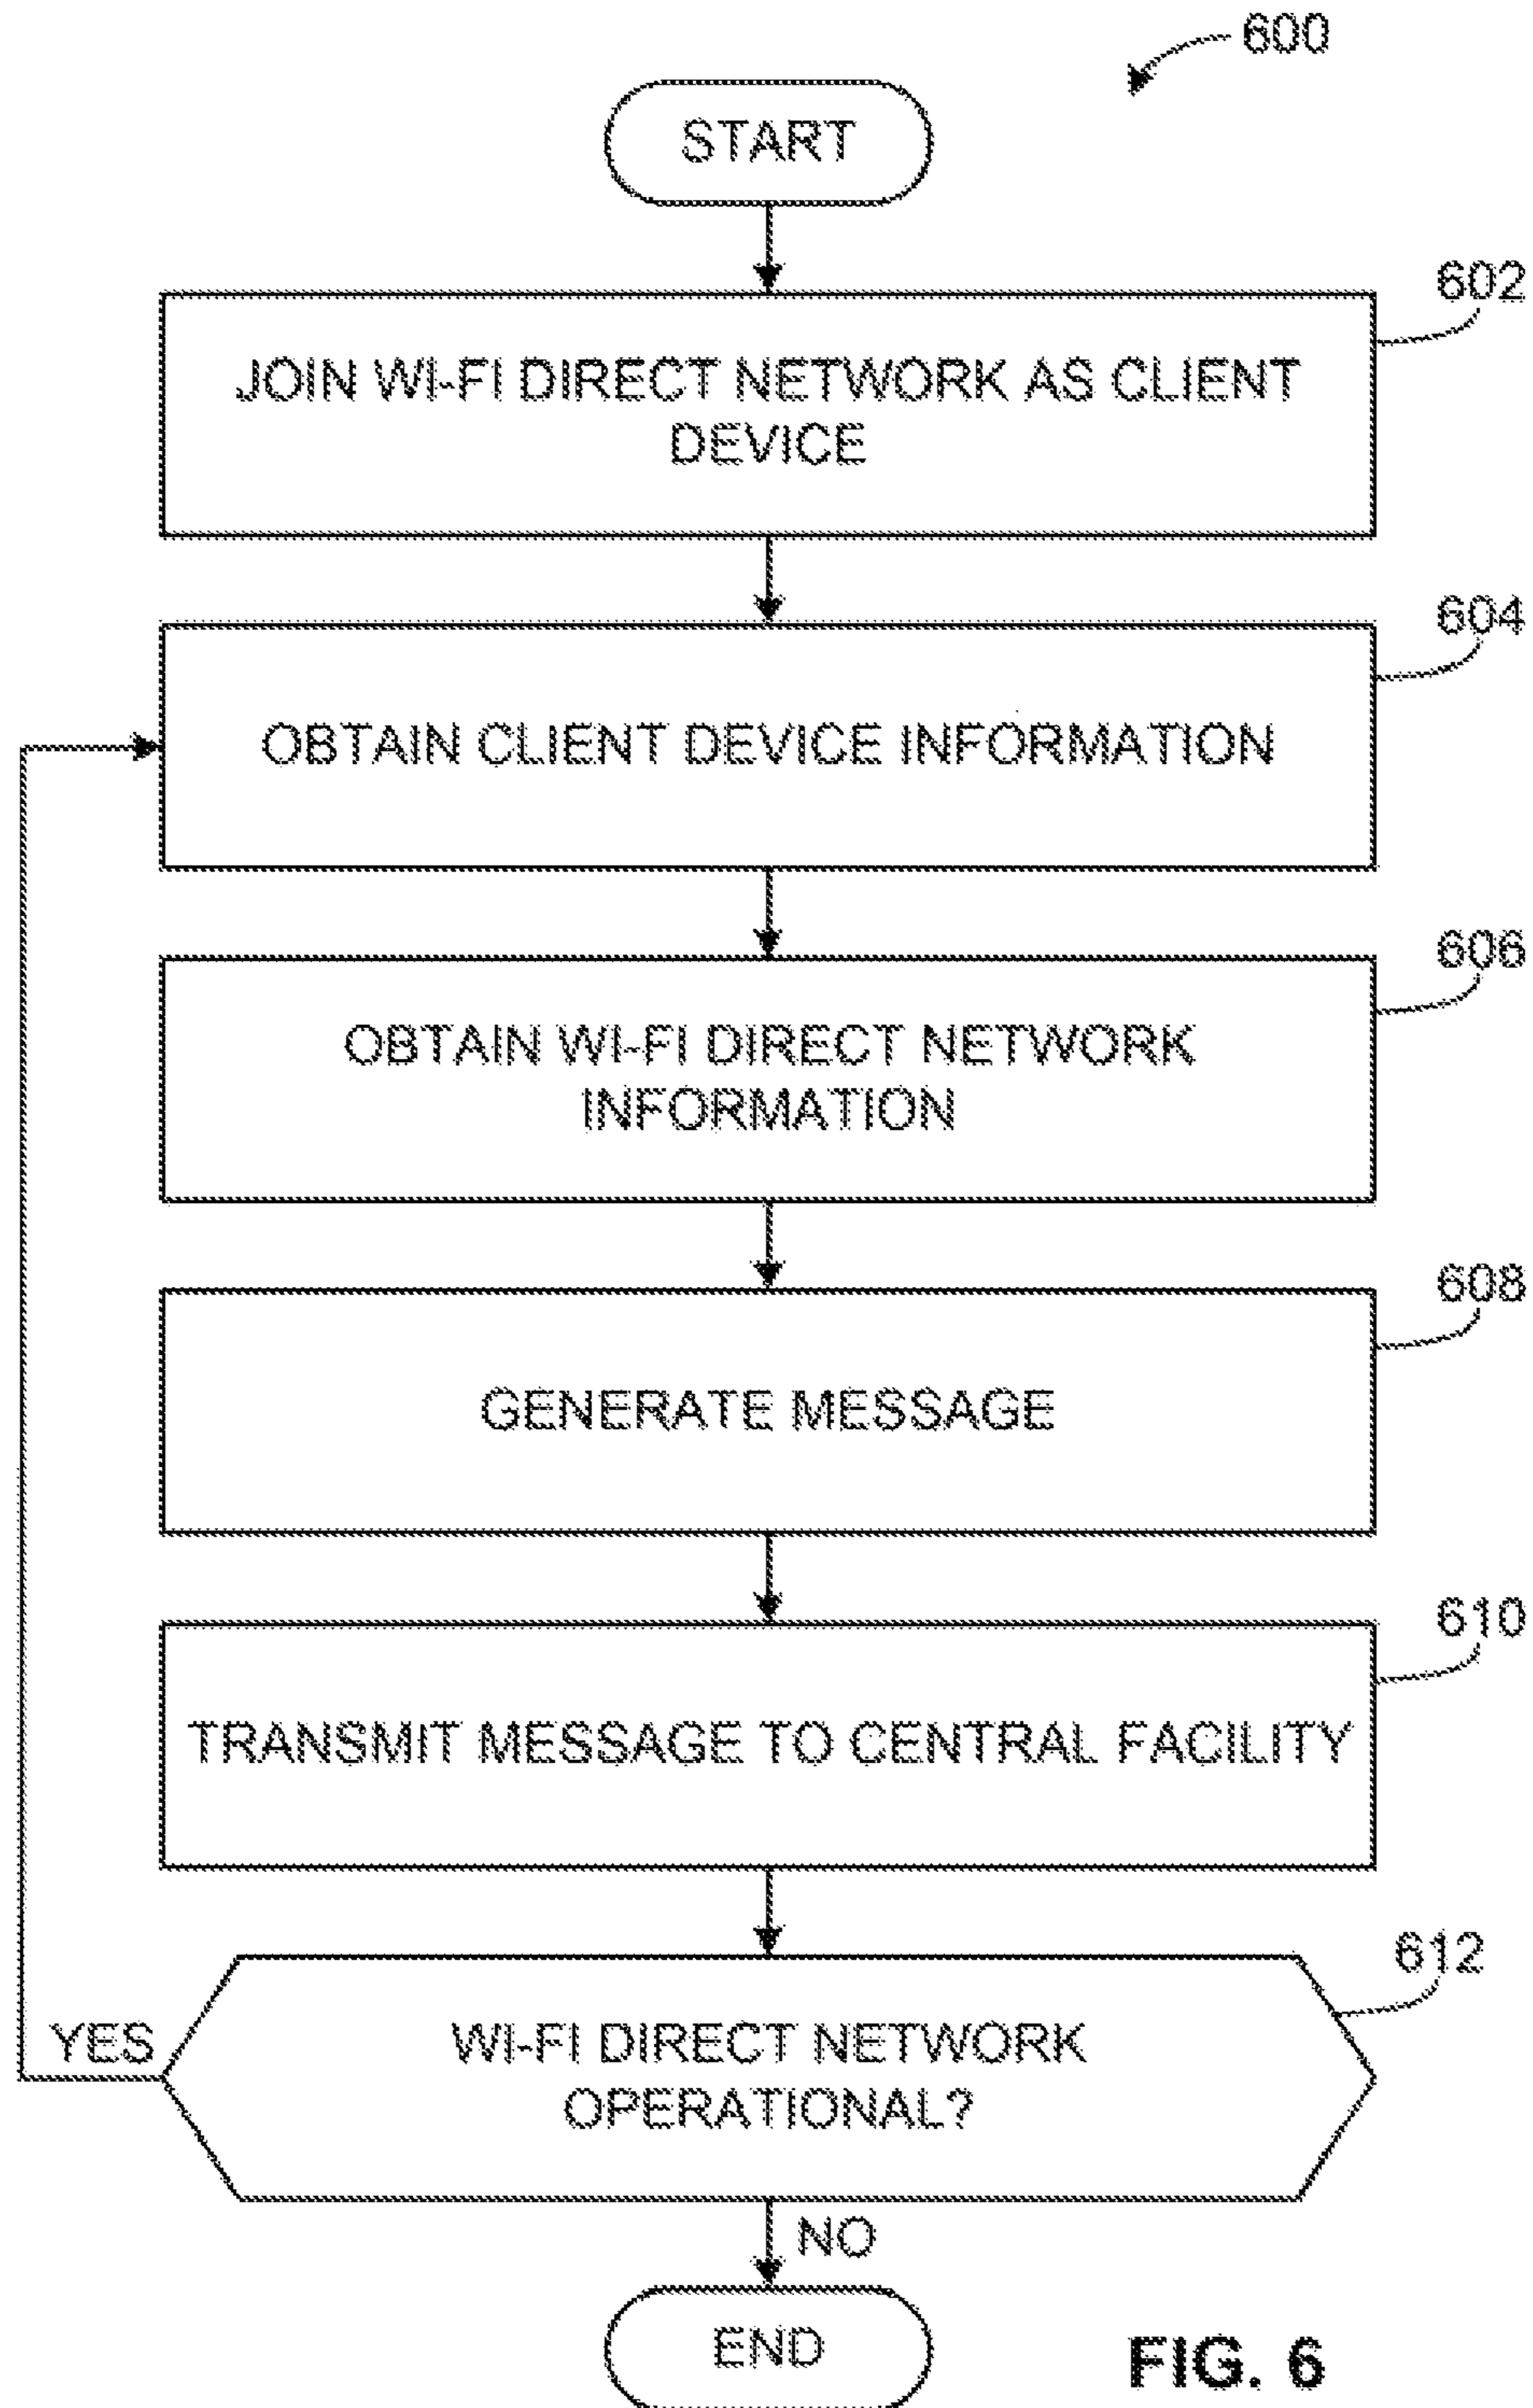 600
START
602
JOIN WI-FI DIRECT NETWORK AS CLIENT
DEVICE
604
OBTAIN CLIENT DEVICE INFORMATION
606
OBTAIN WI-FI DIRECT NETWORK
INFORMATION
608
GENERATE MESSAGE
610
TRANSMIT MESSAGE TO CENTRAL FACILITY
612
YES
WI-FI DIRECT NETWORK
OPERATIONAL?
NO
END
FIG. 6